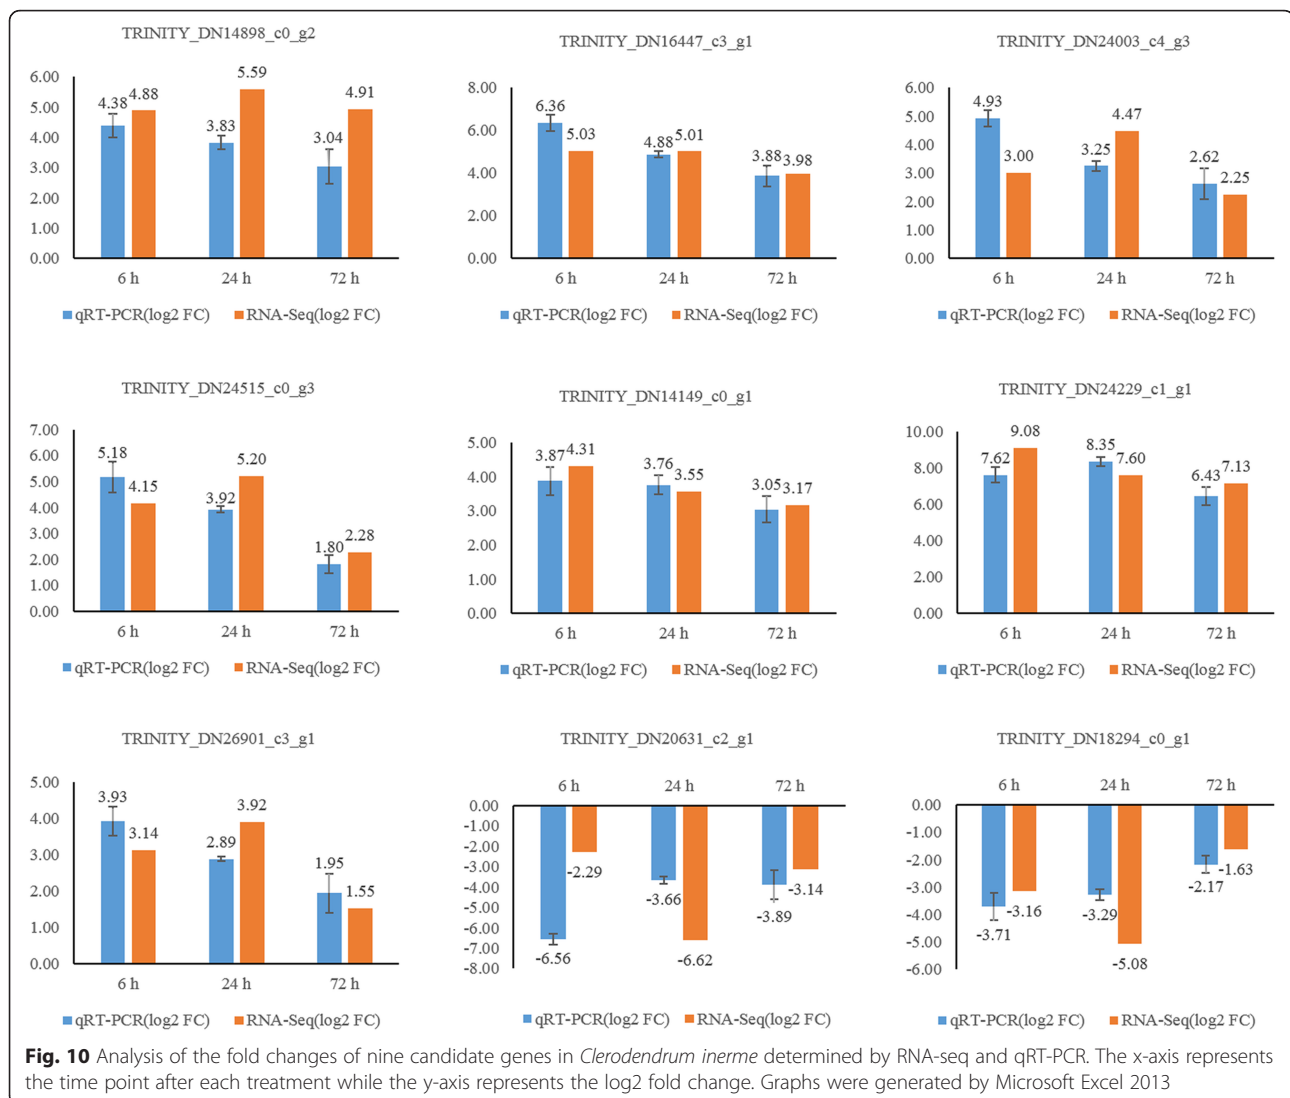 TRINITY_DN14898_c0_g2
6.00
5.00
4.00
3.00
2.00
1.00
0.00
4.38
4.88
3.83
5.59
3.04
4.91
6 h
24 h
72 h
qRT-PCR(log2 FC)
RNA-Seq(log2 FC)
TRINITY_DN16447_c3_g1
8.00
6.00
4.00
2.00
0.00
6.36
5.03
4.88
5.01
3.88
3.98
6 h
24 h
72 h
qRT-PCR(log2 FC)
RNA-Seq(log2 FC)
TRINITY_DN24003_c4_g3
6.00
5.00
4.00
3.00
2.00
1.00
0.00
4.93
3.00
3.25
4.47
2.62
2.25
6 h
24 h
72 h
qRT-PCR(log2 FC)
RNA-Seq(log2 FC)
TRINITY_DN24515_c0_g3
7.00
6.00
5.00
4.00
3.00
2.00
1.00
0.00
5.18
4.15
3.92
5.20
1.80
2.28
6 h
24 h
72 h
qRT-PCR(log2 FC)
RNA-Seq(log2 FC)
TRINITY_DN14149_c0_g1
5.00
4.00
3.00
2.00
1.00
0.00
3.87
4.31
3.76
3.55
3.05
3.17
6 h
24 h
72 h
qRT-PCR(log2 FC)
RNA-Seq(log2 FC)
TRINITY_DN24229_c1_g1
10.00
8.00
6.00
4.00
2.00
0.00
7.62
9.08
8.35
7.60
6.43
7.13
6 h
24 h
72 h
qRT-PCR(log2 FC)
RNA-Seq(log2 FC)
TRINITY_DN26901_c3_g1
5.00
4.00
3.00
2.00
1.00
0.00
3.93
3.14
2.89
3.92
1.95
1.55
6 h
24 h
72 h
qRT-PCR(log2 FC)
RNA-Seq(log2 FC)
TRINITY_DN20631_c2_g1
6 h
24 h
72 h
0.00
-1.00
-2.00
-3.00
-4.00
-5.00
-6.00
-7.00
-8.00
-6.56
-2.29
-3.66
-6.62
-3.89
-3.14
qRT-PCR(log2 FC)
RNA-Seq(log2 FC)
TRINITY_DN18294_c0_g1
6 h
24 h
72 h
0.00
-1.00
-2.00
-3.00
-4.00
-5.00
-6.00
-3.71
-3.16
-3.29
-5.08
-2.17
-1.63
qRT-PCR(log2 FC)
RNA-Seq(log2 FC)
Fig. 10 Analysis of the fold changes of nine candidate genes in Clerodendrum inerme determined by RNA-seq and qRT-PCR. The x-axis represents
the time point after each treatment while the y-axis represents the log2 fold change. Graphs were generated by Microsoft Excel 2013